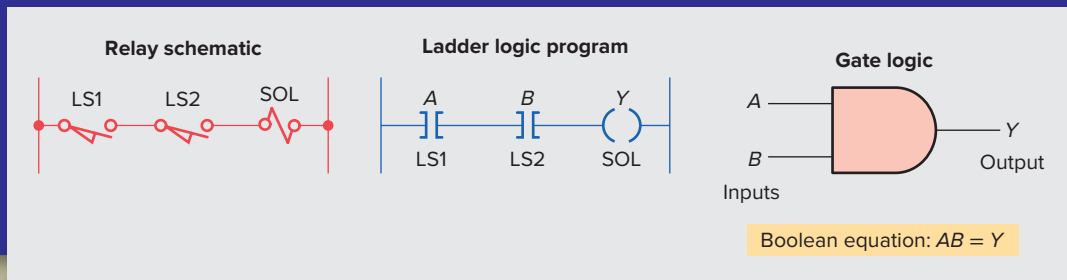 Relay schematic
LS1 LS2 SOL
Ladder logic program
A B Y
LS1 LS2 SOL
Gate logic
A
B
Inputs
Y
Output
Boolean equation: AB = Y